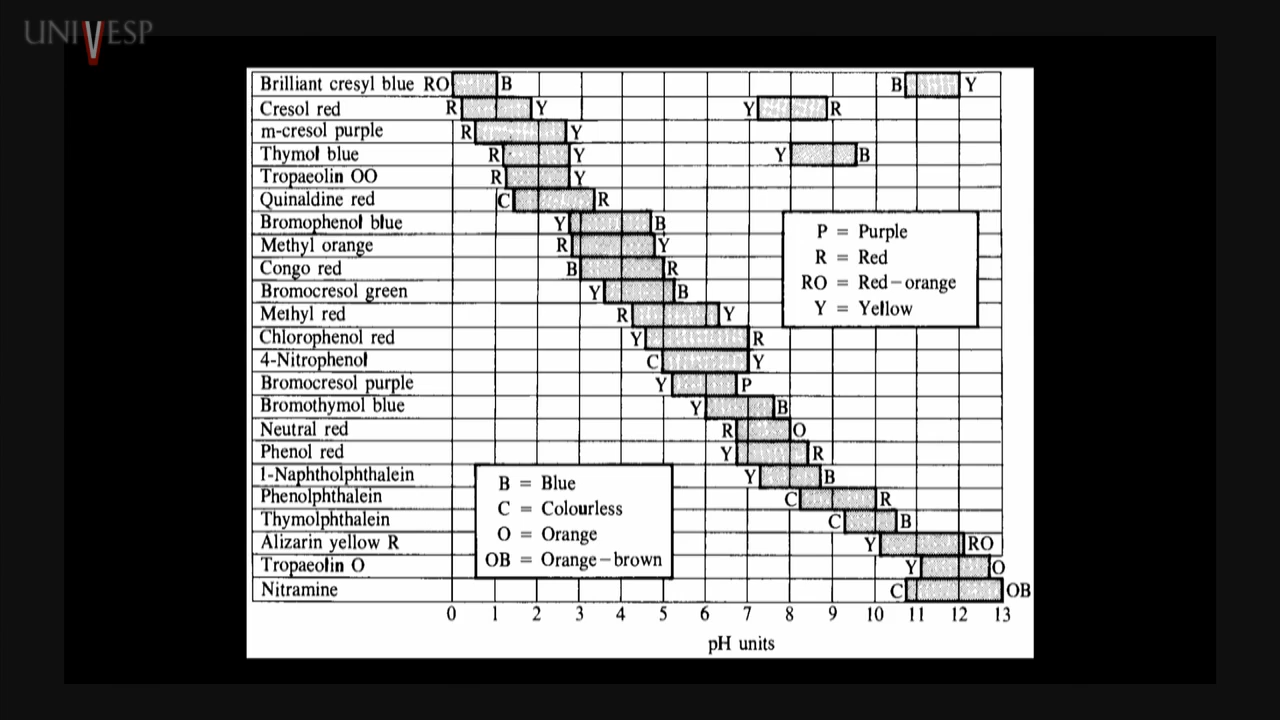 UNIVESP
Brilliant cresyl blue RO B B Y
Cresol red R Y Y R
m-cresol purple R Y
Thymol blue R Y Y B
Tropaeolin OO R Y
Quinaldine red C R
Bromophenol blue Y B
Methyl orange R Y
Congo red B R
Bromocresol green Y B
Methyl red R Y
Chlorophenol red Y R
4-Nitrophenol C Y
Bromocresol purple Y P
Bromothymol blue Y B
Neutral red R O
Phenol red Y R
1-Naphtholphthalein Y B
Phenolphthalein C R
Thymolphthalein C B
Alizarin yellow R Y RO
Tropaeolin O Y O
Nitramine C OB
P = Purple
R = Red
RO = Red-orange
Y = Yellow
B = Blue
C = Colourless
O = Orange
OB = Orange-brown
0 1 2 3 4 5 6 7 8 9 10 11 12 13
pH units